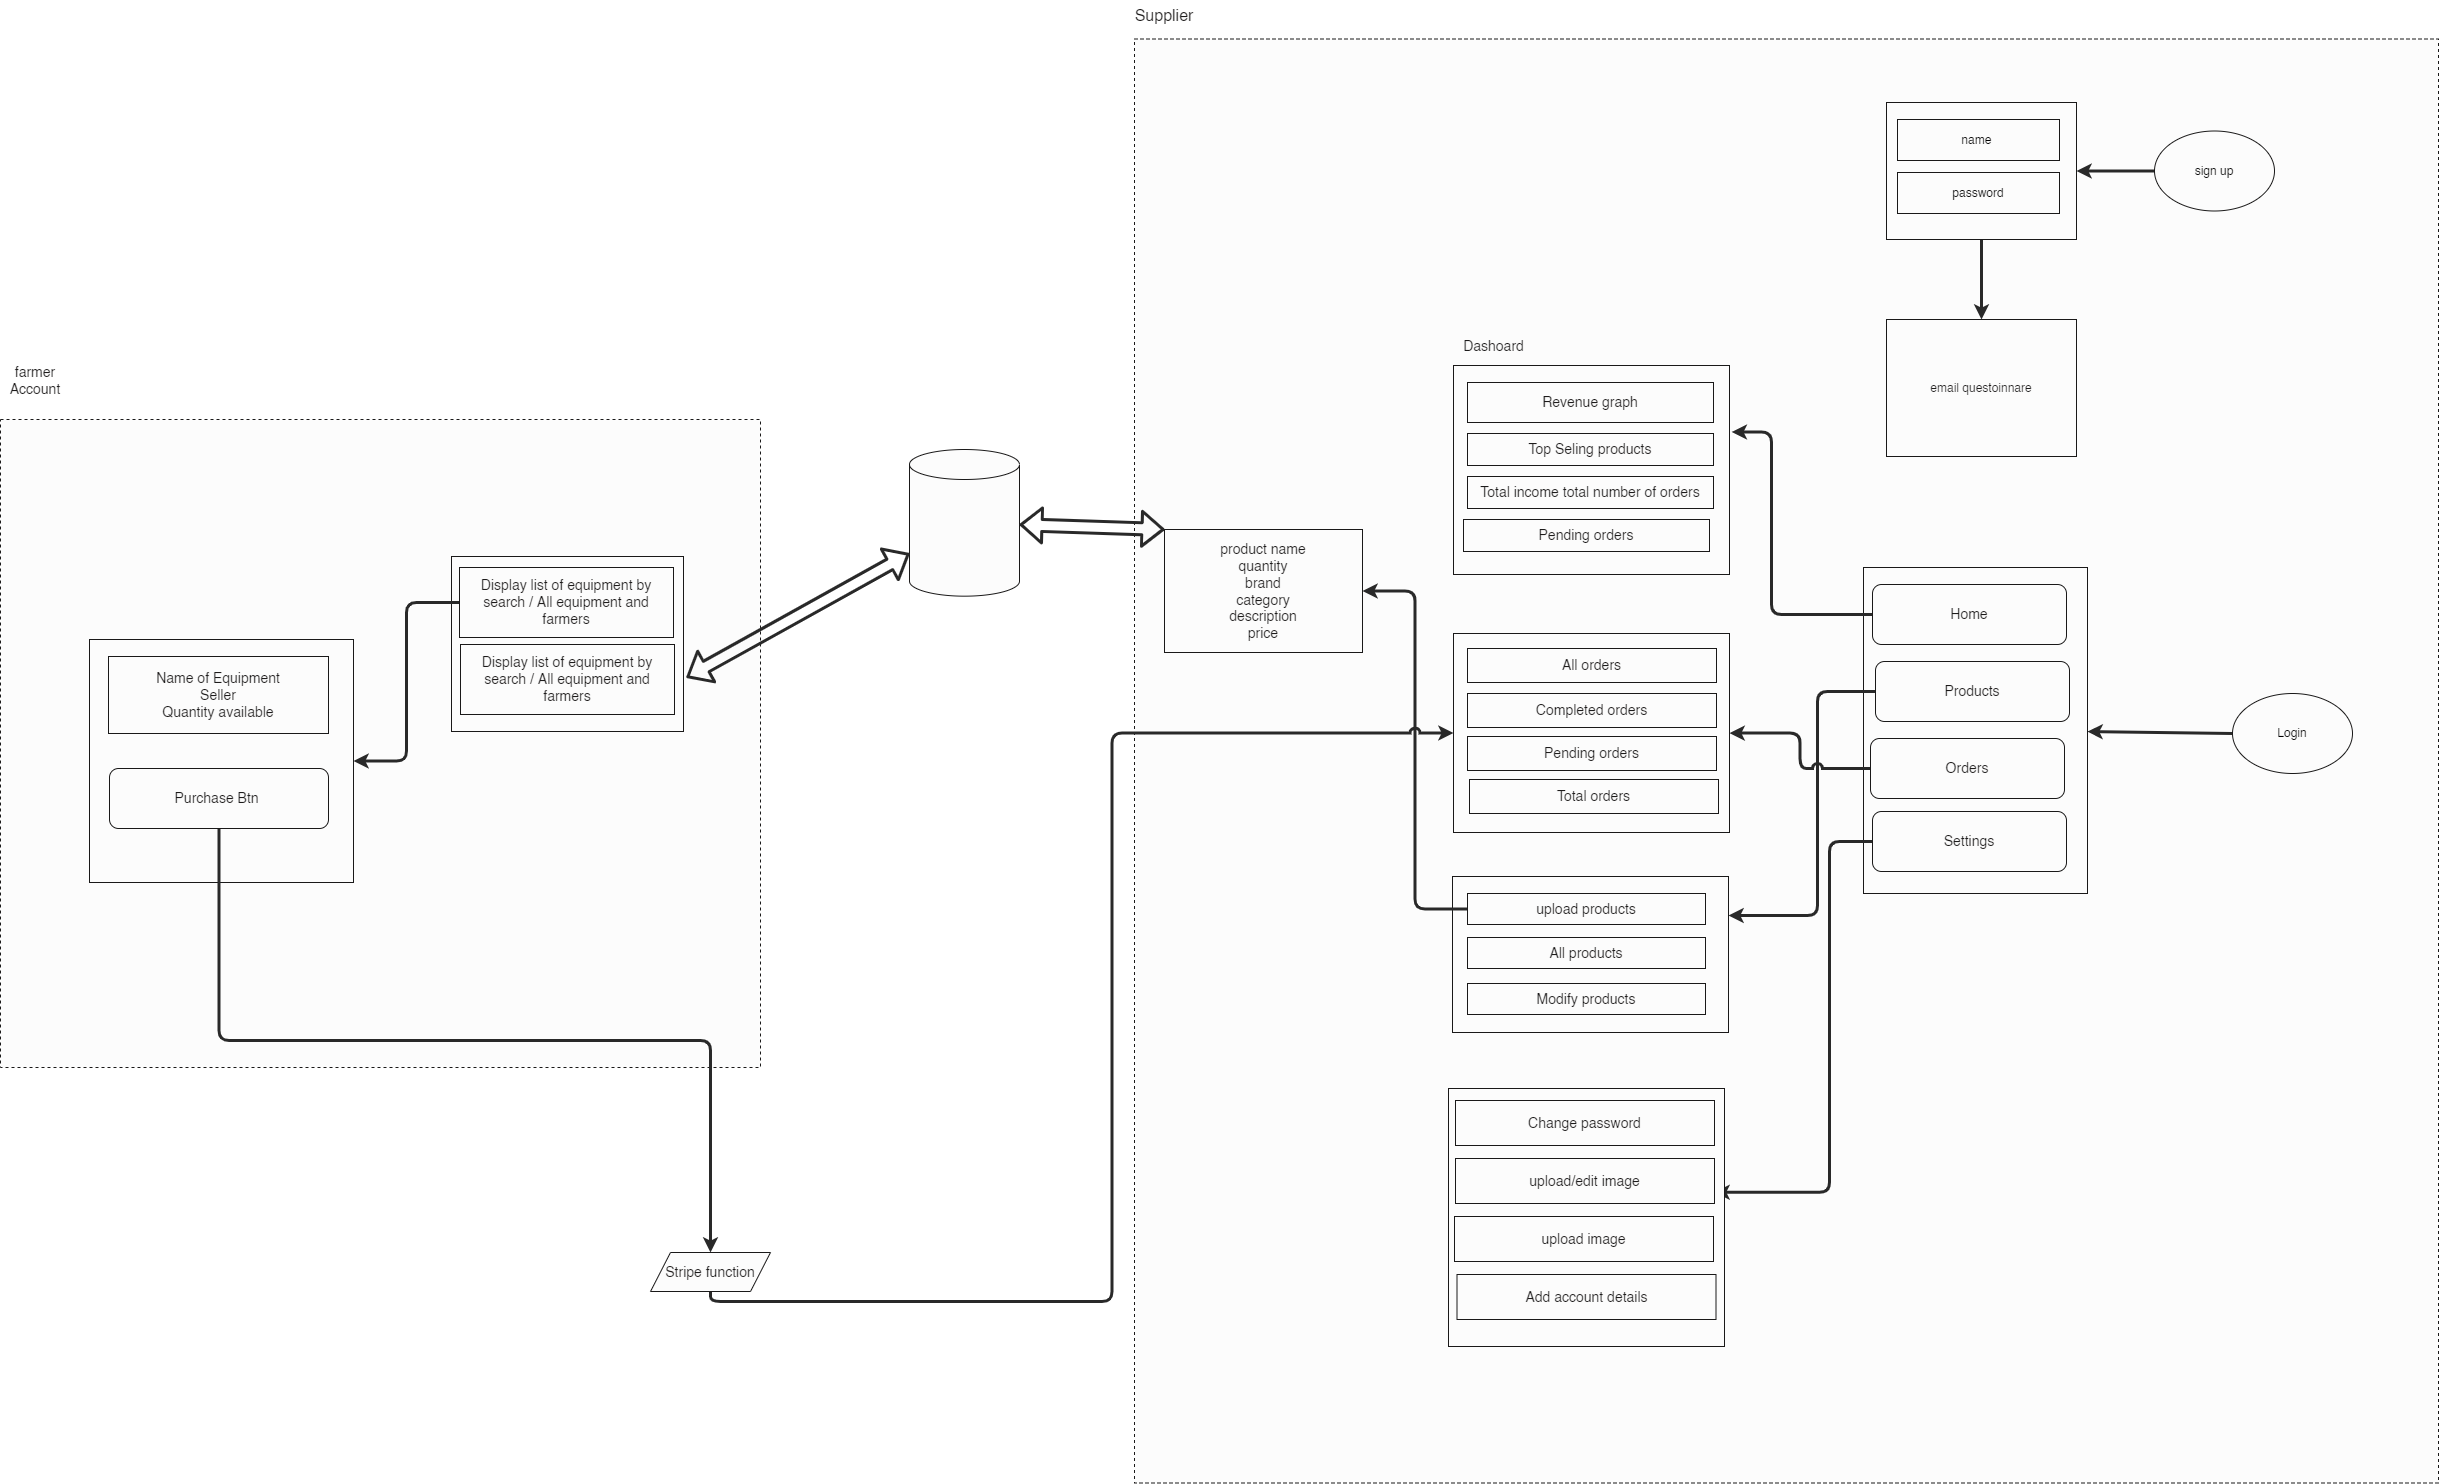 Supplier
name
password
sign up
email questoinnare
Dashoard
Revenue graph
Top Seling products
Total income total number of orders
Pending orders
farmer
Account
Display list of equipment by
search / All equipment and
farmers
Display list of equipment by
search / All equipment and
farmers
Name of Equipment
Seller
Quantity available
Purchase Btn
product name
quantity
brand
category
description
price
All orders
Completed orders
Pending orders
Total orders
Home
Products
Orders
Settings
Login
upload products
All products
Modify products
Change password
upload/edit image
upload image
Add account details
Stripe function